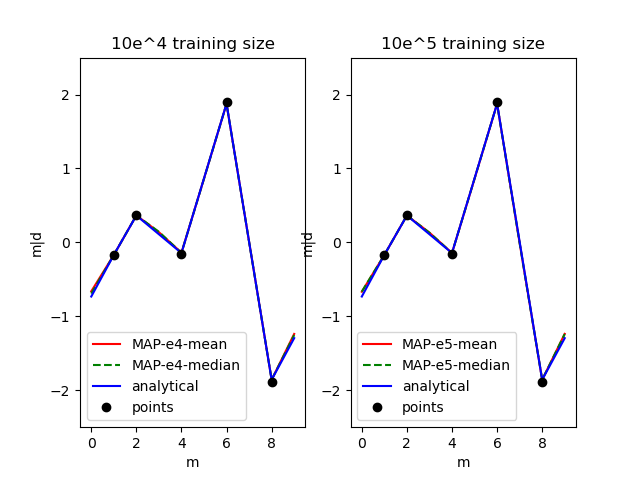 10e^4 training size
10e^5 training size
2
1
0
−1
−2
m|d
MAP-e4-mean
MAP-e4-median
analytical
points
0 2 4 6 8
m
2
1
0
−1
−2
m|d
MAP-e5-mean
MAP-e5-median
analytical
points
0 2 4 6 8
m